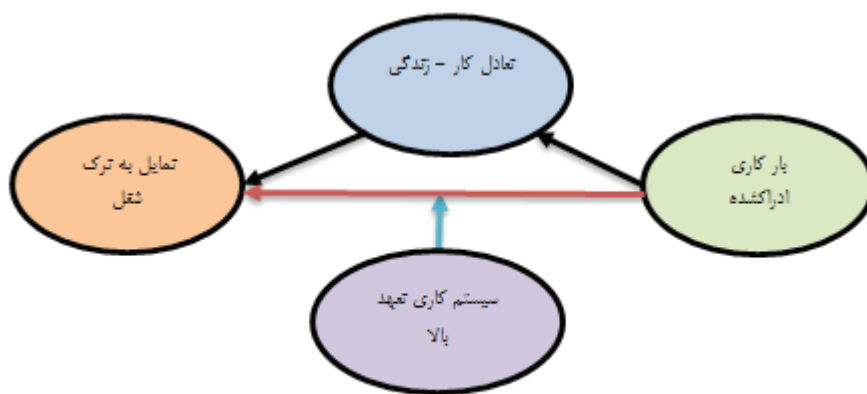 تعادل کار - زندگی
بار کاری
ادراکشده
تمایل به ترک
شغل
سیستم کاری تعهد
بالا